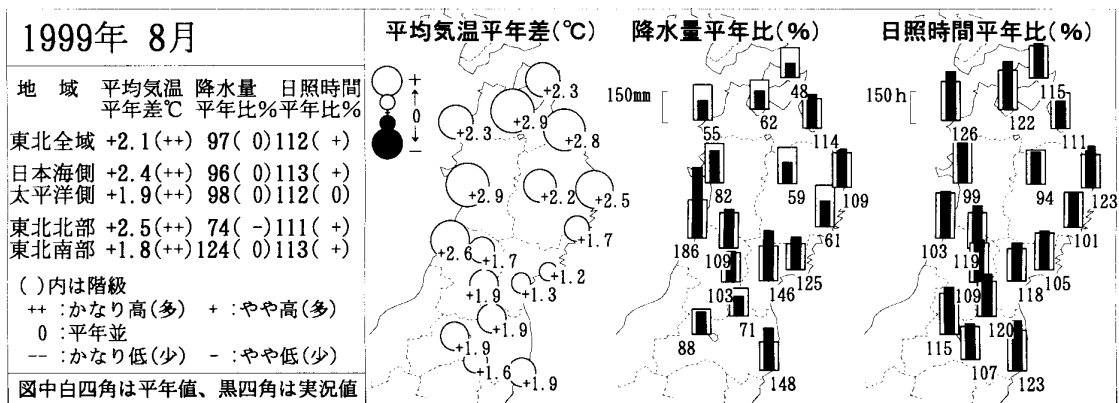 1999年 8月
地 域 平均気温 降水量 日照時間
平年差℃ 平年比% 平年比%
東北全域 +2.1(++) 97( 0)112( +)
日本海側 +2.4(++) 96( 0)113( +)
太平洋側 +1.9(++) 98( 0)112( 0)
東北北部 +2.5(++) 74( -)111( +)
東北南部 +1.8(++)124( 0)113( +)
( )内は階級
++ :かなり高(多) + :やや高(多)
0 :平年並
-- :かなり低(少) - :やや低(少)
図中白四角は平年値、黒四角は実況値
平均気温平年差(℃)
+
0
-
+2.3
+2.9
+2.3
+2.8
+2.9
+2.2
+2.5
+1.7
+2.6
+1.7
+1.2
+1.9
+1.3
+1.9
+1.9
+1.6
+1.9
降水量平年比(%)
150mm
48
62
55
114
82
59
109
61
186
109
125
103
146
71
88
148
日照時間平年比(%)
150h
115
122
126
111
99
94
123
101
103
119
105
109
118
120
115
107
123